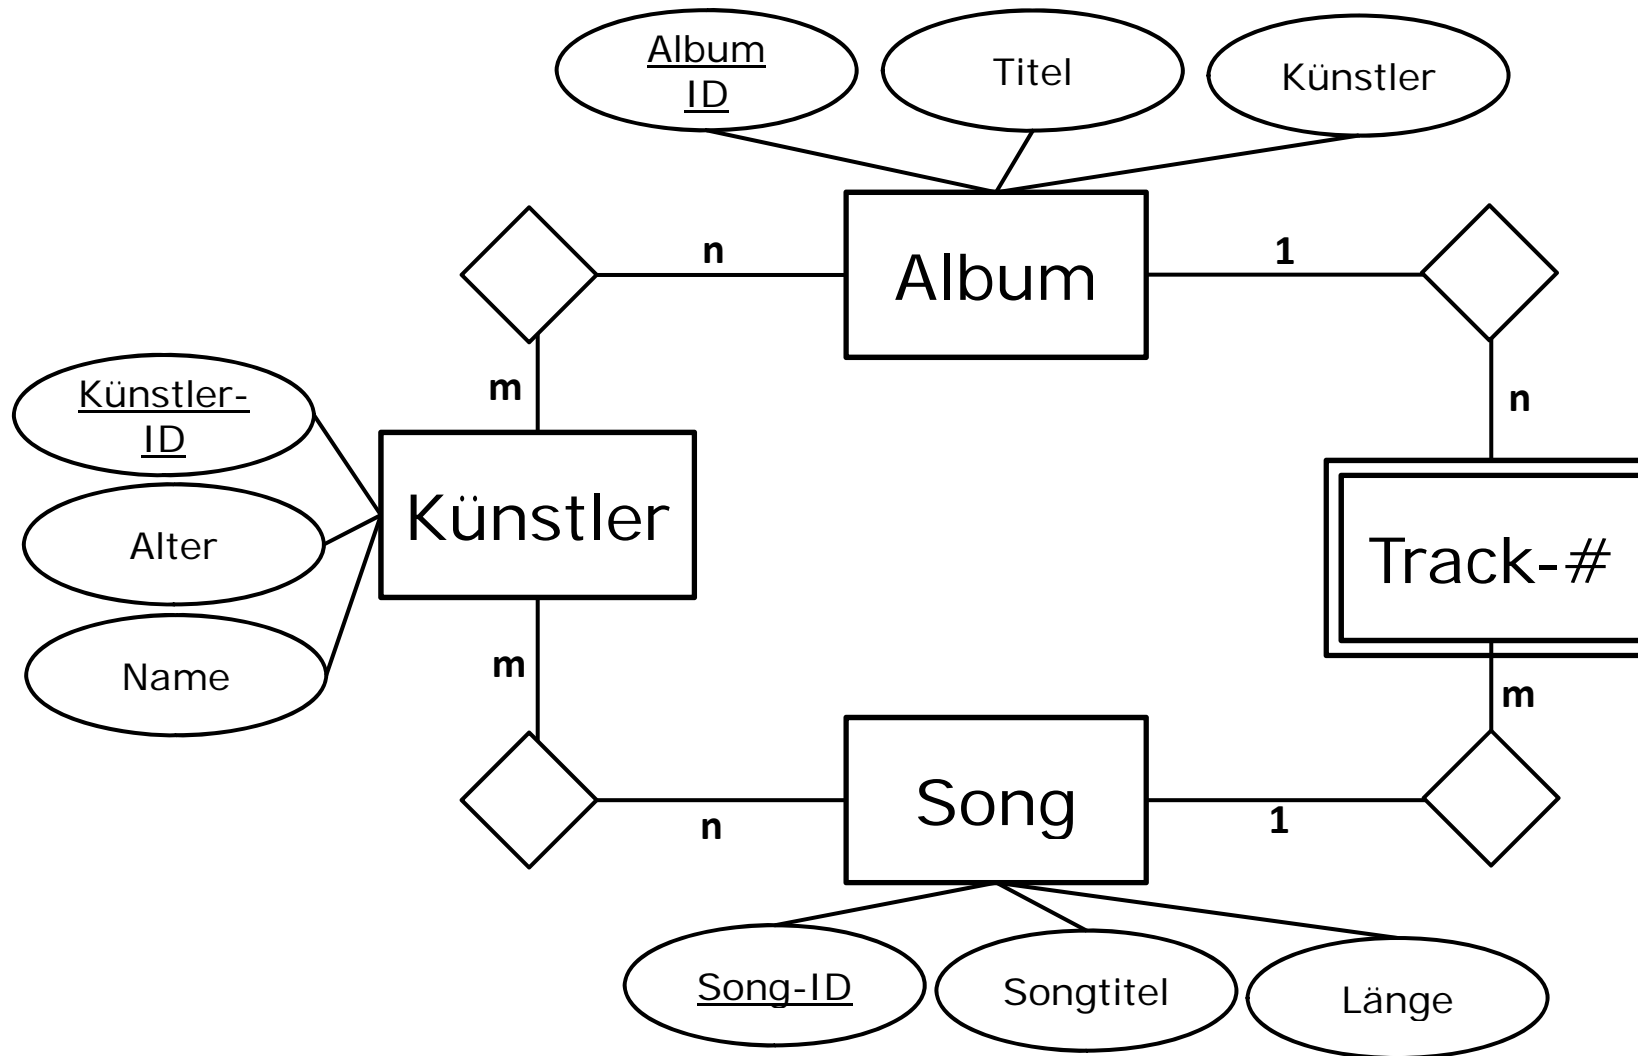 Album
ID
Titel
Künstler
n
Album
1
m
n
Künstler-
ID
Alter
Name
Künstler
Track-#
m
m
n
Song
1
Song-ID
Songtitel
Länge